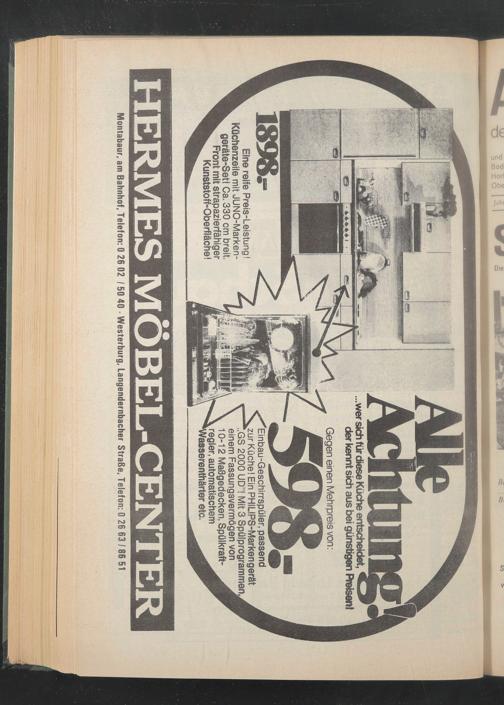 Alle
Achtung!
...wer sich für diese Küche entscheidet,
der kennt sich aus bei günstigen Preisen!
Gegen einen Mehrpreis von:
598.-
Einbau-Geschirrspüler, passend
zur Küche! Ein PHILIPS-Markengerät
„GS 2000 UD"! Mit 3 Spülprogrammen,
einem Fassungsvermögen von
10-12 Maßgedecken, Spülkraft-
regler, automatischem
Wasserenthärter etc.
1898.-
Eine reife Preis-Leistung!
Küchenzeile mit JUNO-Marken-
geräte-Set! Ca. 330 cm breit.
Front mit strapazierfähiger
Kunststoff-Oberfläche!
HERMES MÖBEL-CENTER
Montabaur, am Bahnhof, Telefon: 0 26 02 / 50 40 · Westerburg, Langendernbacher Straße, Telefon: 0 26 63 / 86 51